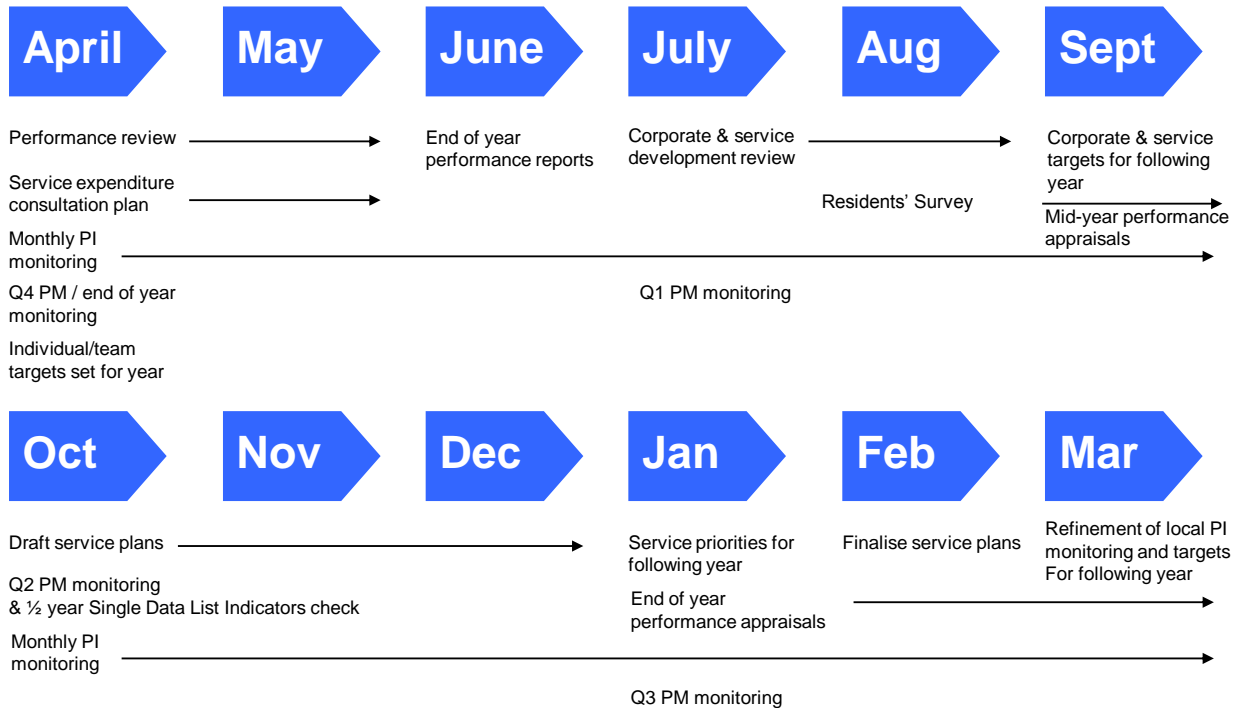 April
May
June
July
Aug
Sept
Performance review
End of year
performance reports
Corporate & service
development review
Corporate & service
targets for following
year
Service expenditure
consultation plan
Residents’ Survey
Mid-year performance
appraisals
Monthly PI
monitoring
Q4 PM / end of year
monitoring
Q1 PM monitoring
Individual/team
targets set for year
Oct
Nov
Dec
Jan
Feb
Mar
Draft service plans
Service priorities for
following year
Finalise service plans
Refinement of local PI
monitoring and targets
For following year
Q2 PM monitoring
& ½ year Single Data List Indicators check
End of year
performance appraisals
Monthly PI
monitoring
Q3 PM monitoring